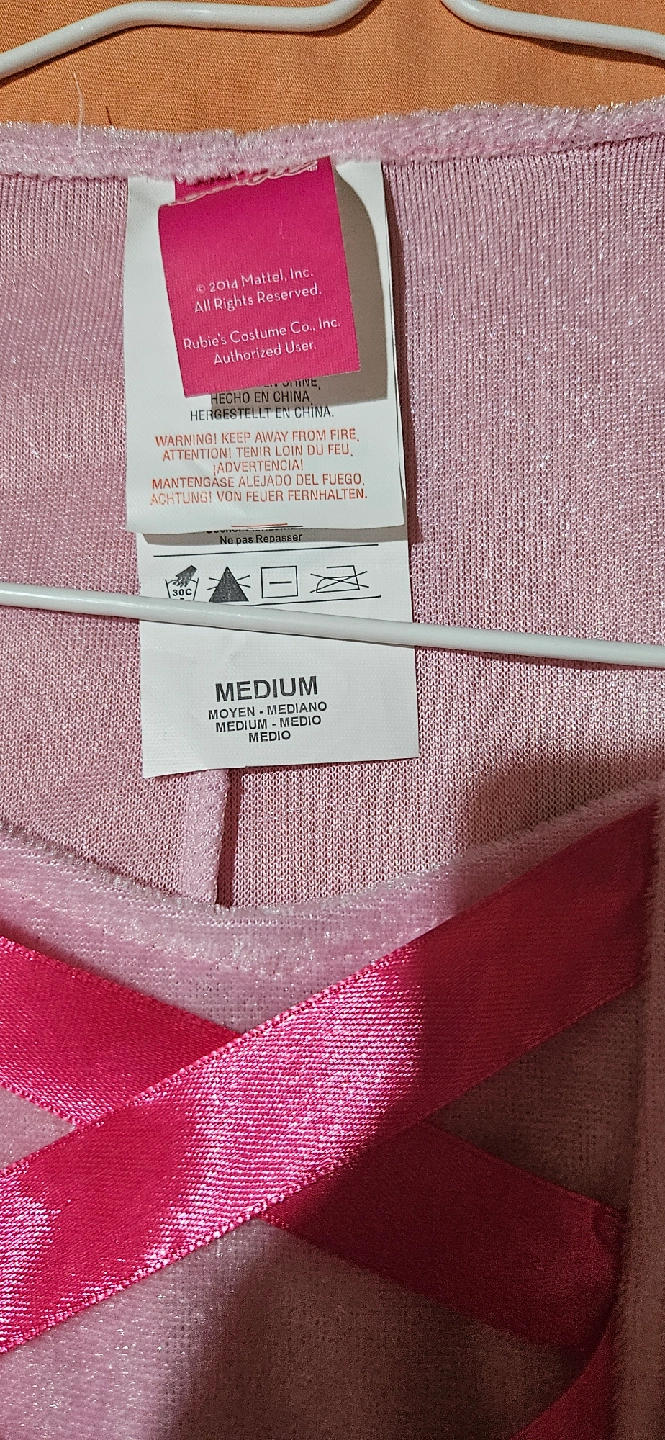 © 2014 Mattel, Inc.
All Rights Reserved.
Rubie's Costume Co., Inc.
Authorized User.
HECHO EN CHINA
HERGESTELLT EN CHINA.
WARNING! KEEP AWAY FROM FIRE,
ATTENTION! TENIR LOIN DU FEU,
¡ADVERTENCIA!
MANTENGASE ALEJADO DEL FUEGO,
ACHTUNG! VON FEUER FERNHALTEN.
Ne pas Repasser
30C
MEDIUM
MOYEN - MEDIANO
MEDIUM - MEDIO
MEDIO